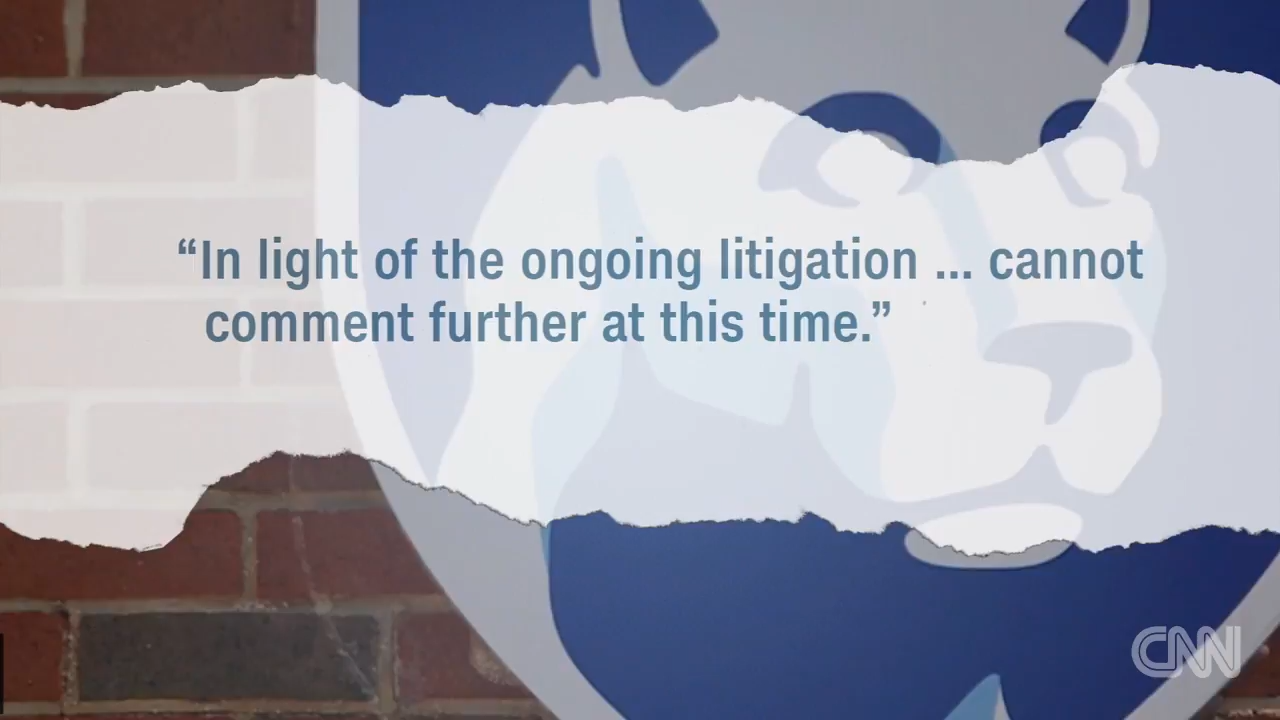 “In light of the ongoing litigation ... cannot
comment further at this time.”
CNN